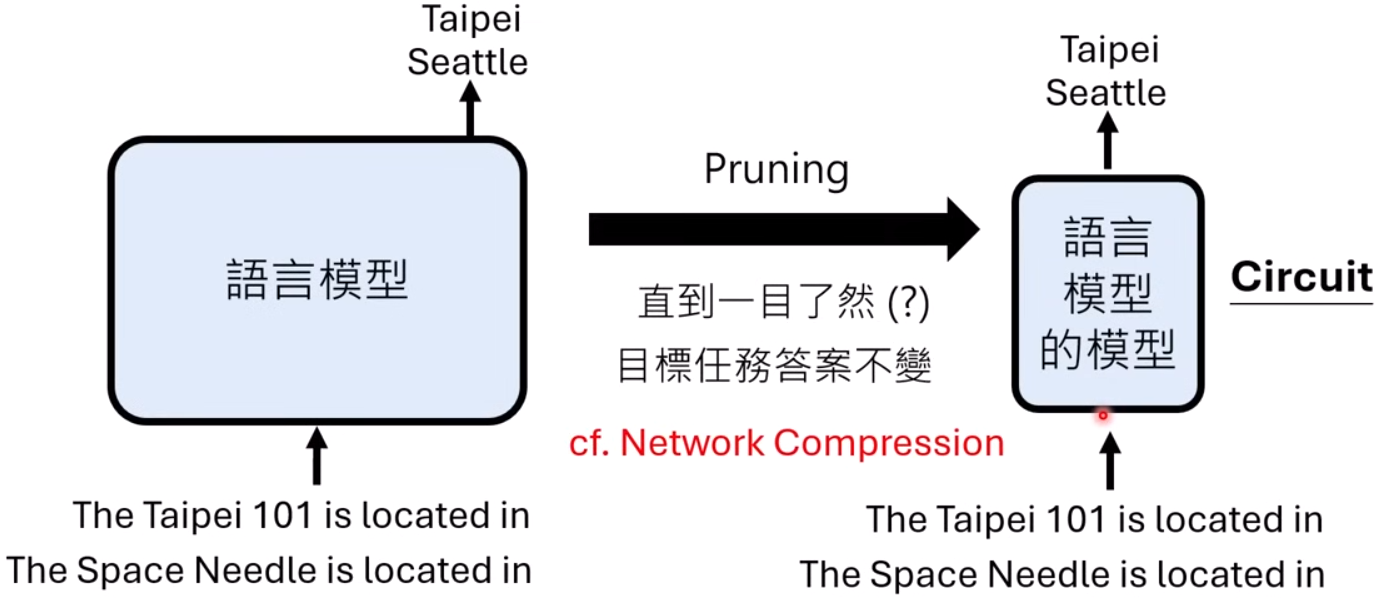 Taipei
Seattle
語言模型
The Taipei 101 is located in
The Space Needle is located in
Pruning
直到一目了然 (?)
目標任務答案不變
cf. Network Compression
Taipei
Seattle
語言
模型
的模型
Circuit
The Taipei 101 is located in
The Space Needle is located in